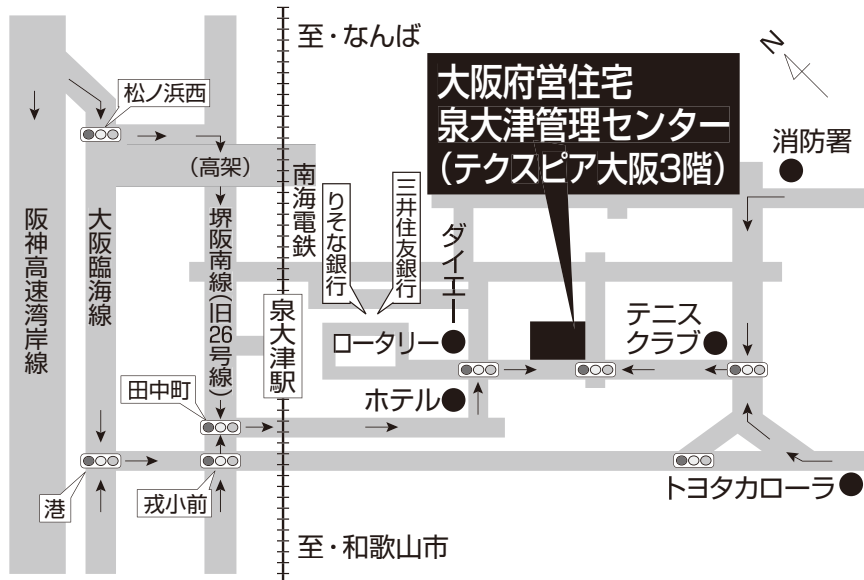 至・なんば
大阪府営住宅
泉大津管理センター
(テクスピア大阪3階)
N
消防署
松ノ浜西
(高架)
南海電鉄
りそな銀行
三井住友銀行
ダイエー
阪神高速湾岸線
大阪臨海線
堺阪南線(旧26号線)
泉大津駅
ロータリー
テニス
クラブ
田中町
ホテル
港
戎小前
トヨタカローラ
至・和歌山市